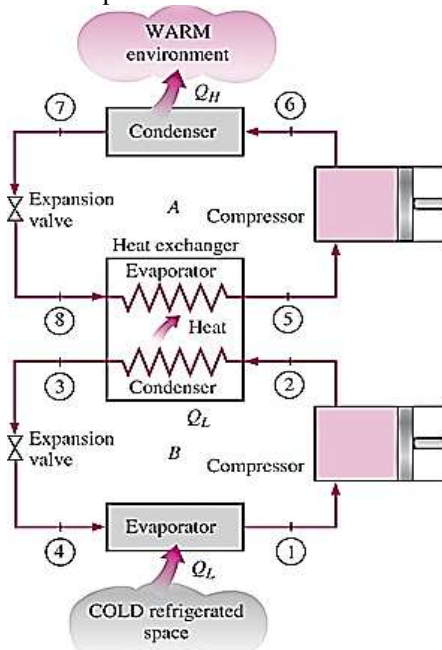 WARM
environment
Q_H
7
6
Condenser
Expansion
valve
A
Compressor
Heat exchanger
Evaporator
8
5
Heat
3
2
Condenser
Q_L
Expansion
valve
B
Compressor
Evaporator
4
1
Q_L
COLD refrigerated
space